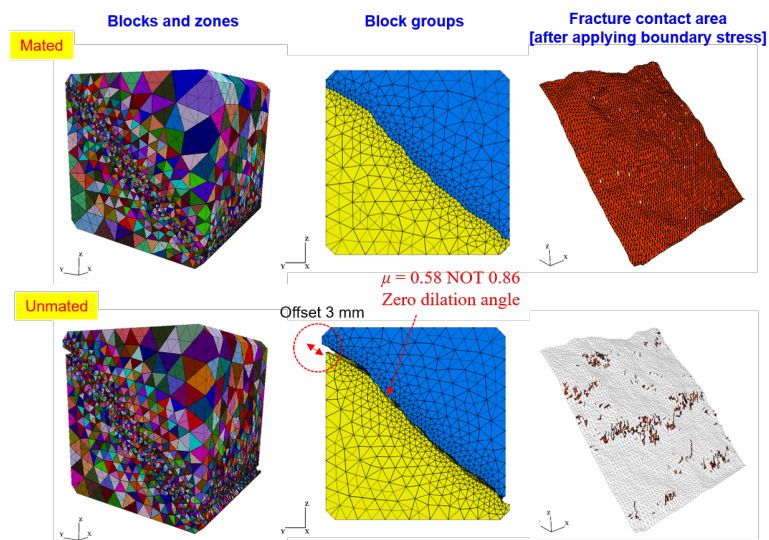 Blocks and zones
Block groups
Fracture contact area
[after applying boundary stress]
Mated
Z
Y
X
Z
Y
X
Z
Y
X
μ = 0.58 NOT 0.86
Zero dilation angle
Unmated
Offset 3 mm
Z
Y
X
Z
Y
X
Z
Y
X